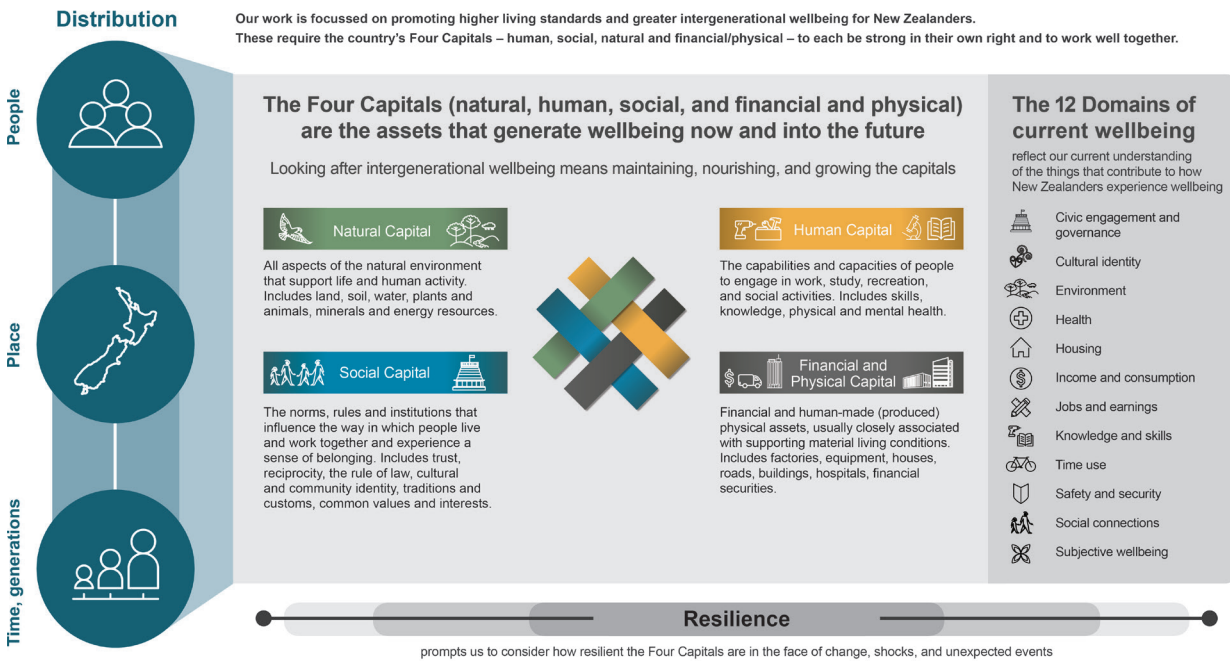 Distribution
Our work is focussed on promoting higher living standards and greater intergenerational wellbeing for New Zealanders.
These require the country's Four Capitals – human, social, natural and financial/physical – to each be strong in their own right and to work well together.
People
Place
Time, generations
The Four Capitals (natural, human, social, and financial and physical)
are the assets that generate wellbeing now and into the future
Looking after intergenerational wellbeing means maintaining, nourishing, and growing the capitals
Natural Capital
All aspects of the natural environment
that support life and human activity.
Includes land, soil, water, plants and
animals, minerals and energy resources.
Human Capital
The capabilities and capacities of people
to engage in work, study, recreation,
and social activities. Includes skills,
knowledge, physical and mental health.
Social Capital
The norms, rules and institutions that
influence the way in which people live
and work together and experience a
sense of belonging. Includes trust,
reciprocity, the rule of law, cultural
and community identity, traditions and
customs, common values and interests.
Financial and
Physical Capital
Financial and human-made (produced)
physical assets, usually closely associated
with supporting material living conditions.
Includes factories, equipment, houses,
roads, buildings, hospitals, financial
securities.
The 12 Domains of
current wellbeing
reflect our current understanding
of the things that contribute to how
New Zealanders experience wellbeing
Civic engagement and
governance
Cultural identity
Environment
Health
Housing
Income and consumption
Jobs and earnings
Knowledge and skills
Time use
Safety and security
Social connections
Subjective wellbeing
Resilience
prompts us to consider how resilient the Four Capitals are in the face of change, shocks, and unexpected events